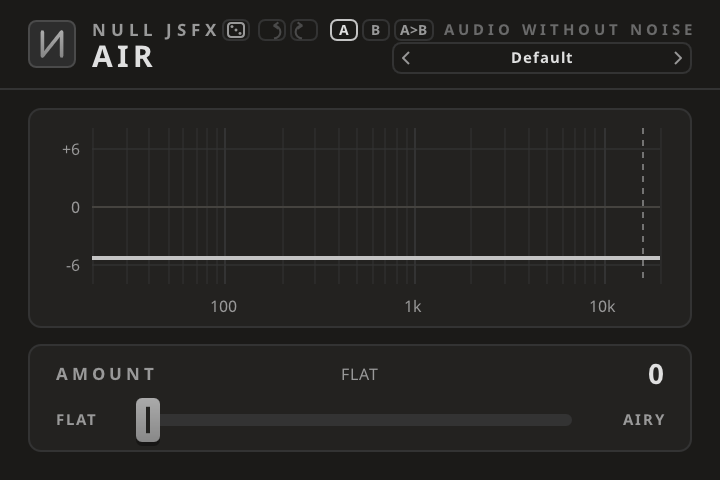 NULL JSFX A B A>B AUDIO WITHOUT NOISE
AIR
Default
+6
0
-6
100 1k 10k
AMOUNT FLAT 0
FLAT AIRY